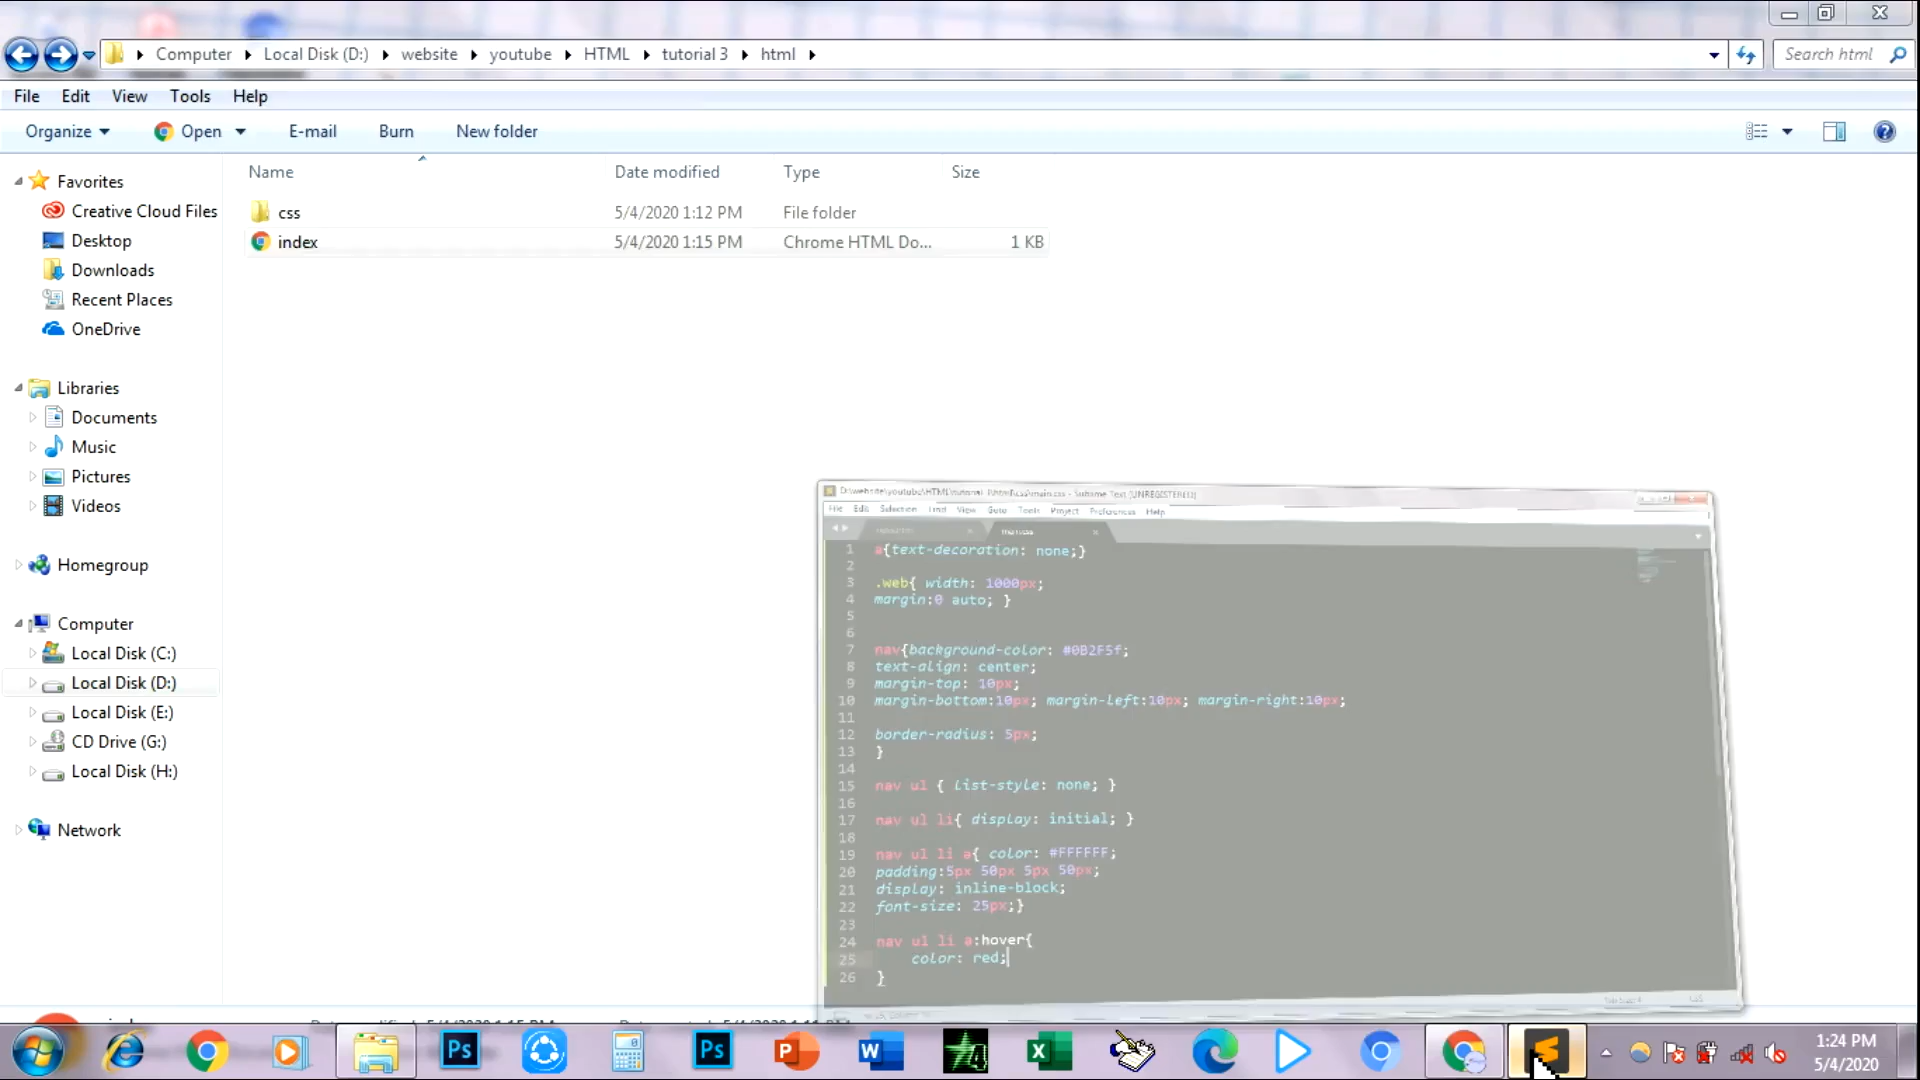 Computer Local Disk (D:) website youtube HTML tutorial 3 html Search html
File Edit View Tools Help
Organize Open E-mail Burn New folder
Name Date modified Type Size
css 5/4/2020 1:12 PM File folder
index 5/4/2020 1:15 PM Chrome HTML Do... 1 KB
Favorites
Creative Cloud Files
Desktop
Downloads
Recent Places
OneDrive
Libraries
Documents
Music
Pictures
Videos
Homegroup
Computer
Local Disk (C:)
Local Disk (D:)
Local Disk (E:)
CD Drive (G:)
Local Disk (H:)
Network
File Edit Selection Find View Goto Tools Project Preferences Help
1 a{text-decoration: none;}
2
3 .web{ width: 1000px;
4 margin:0 auto; }
5
6
7 nav{background-color: #0B2F5f;
8 text-align: center;
9 margin-top: 10px;
10 margin-bottom:10px; margin-left:10px; margin-right:10px;
11
12 border-radius: 5px;
13 }
14
15 nav ul { list-style: none; }
16
17 nav ul li{ display: initial; }
18
19 nav ul li a{ color: #FFFFFF;
20 padding:5px 50px 5px 50px;
21 display: inline-block;
22 font-size: 25px;}
23
24 nav ul li a:hover{
25 color: red;
26 }
Ps Ps P W 4 X
1:24 PM
5/4/2020